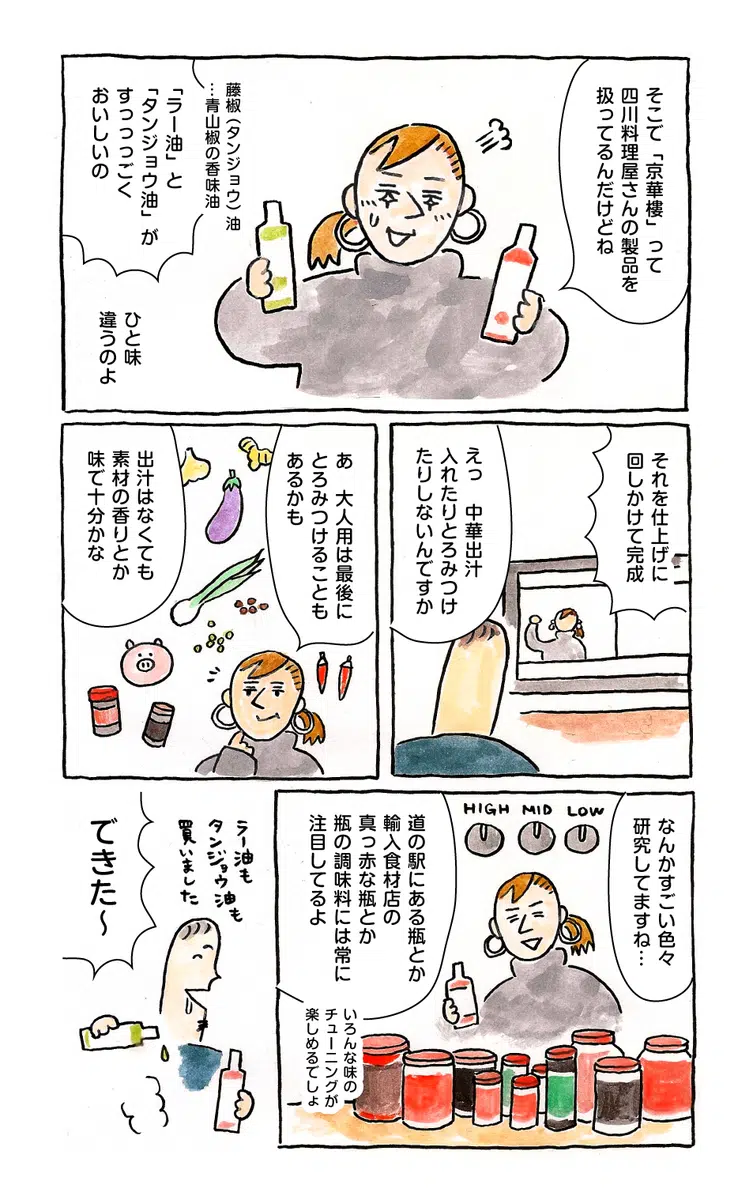 そこで「京華樓」って
四川料理屋さんの製品を
扱ってるんだけどね
藤椒（タンジョウ）油
…青山椒の香味油
「ラー油」と
「タンジョウ油」が
すっっっごく
おいしいの
ひと味
違うのよ
それを仕上げに
回しかけて完成
えっ 中華出汁
入れたりとろみつけ
たりしないんですか
あ 大人用は最後に
とろみつけることも
あるかも
出汁はなくても
素材の香りとか
味で十分かな
なんかすごい色々
研究してますね…
HIGH MID LOW
道の駅にある瓶とか
輸入食材店の
真っ赤な瓶とか
瓶の調味料には常に
注目してるよ
いろんな味の
チューニングが
楽しめるでしょ
ラー油も
タンジョウ油も
買いました
できた〜